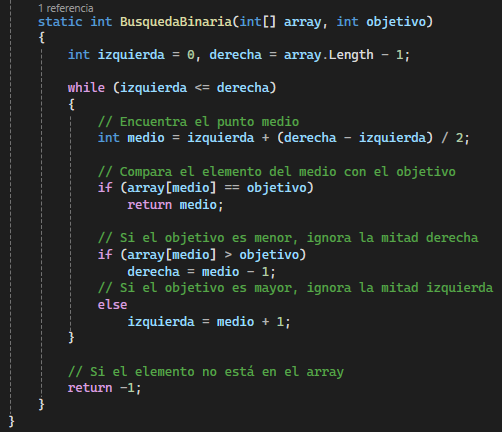 1 referencia
static int BusquedaBinaria(int[] array, int objetivo)
{
int izquierda = 0, derecha = array.Length - 1;
while (izquierda <= derecha)
{
// Encuentra el punto medio
int medio = izquierda + (derecha - izquierda) / 2;
// Compara el elemento del medio con el objetivo
if (array[medio] == objetivo)
return medio;
// Si el objetivo es menor, ignora la mitad derecha
if (array[medio] > objetivo)
derecha = medio - 1;
// Si el objetivo es mayor, ignora la mitad izquierda
else
izquierda = medio + 1;
}
// Si el elemento no está en el array
return -1;
}
}